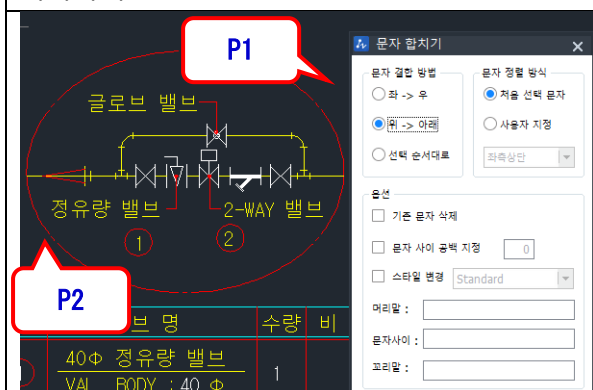 P1
글로브 밸브
정유량 밸브
2-WAY 밸브
1
2
P2
브 명
수량
비
40Φ 정유량 밸브
VAL BODY : 40 Φ
1
문자 합치기
문자 결합 방법
좌 -> 우
위 -> 아래
선택 순서대로
문자 정렬 방식
처음 선택 문자
사용자 지정
좌측상단
옵션
기존 문자 삭제
문자 사이 공백 지정
0
스타일 변경
Standard
머리말 :
문자사이 :
꼬리말 :